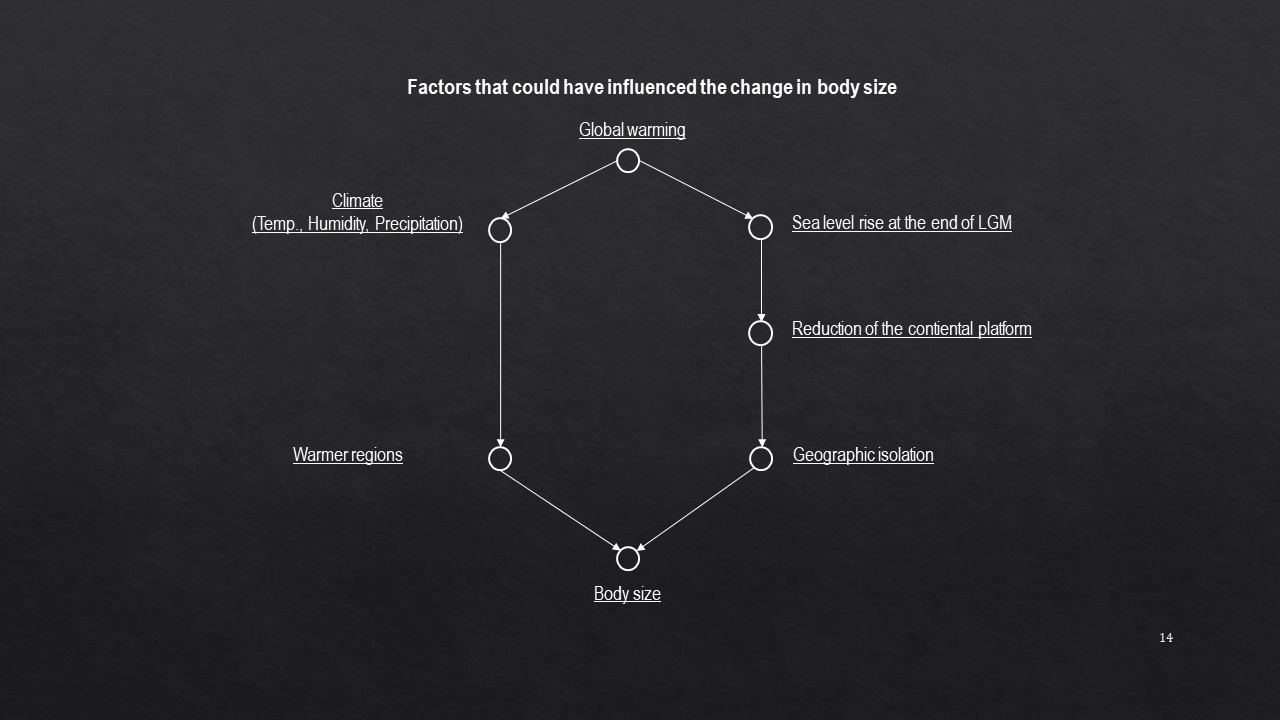 Factors that could have influenced the change in body size
Global warming
Climate
(Temp., Humidity, Precipitation)
Sea level rise at the end of LGM
Reduction of the contiental platform
Warmer regions
Geographic isolation
Body size
14